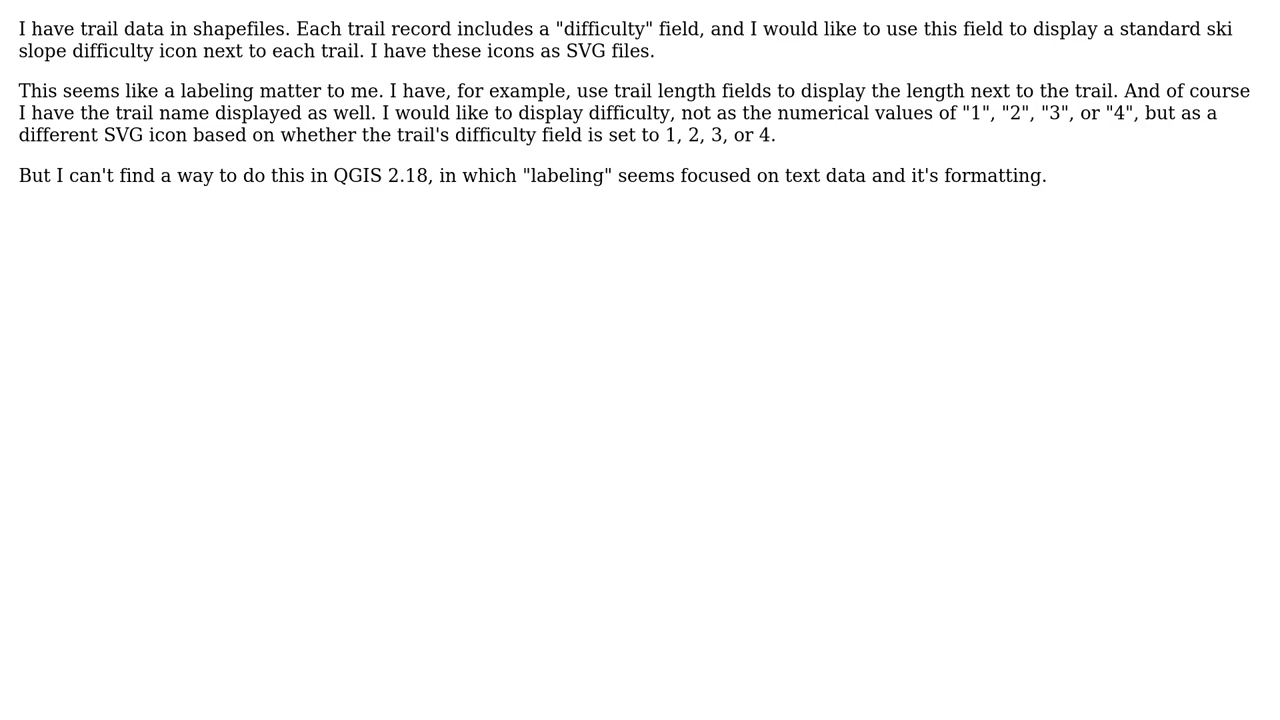 I have trail data in shapefiles. Each trail record includes a "difficulty" field, and I would like to use this field to display a standard ski
slope difficulty icon next to each trail. I have these icons as SVG files.
This seems like a labeling matter to me. I have, for example, use trail length fields to display the length next to the trail. And of course
I have the trail name displayed as well. I would like to display difficulty, not as the numerical values of "1", "2", "3", or "4", but as a
different SVG icon based on whether the trail's difficulty field is set to 1, 2, 3, or 4.
But I can't find a way to do this in QGIS 2.18, in which "labeling" seems focused on text data and it's formatting.